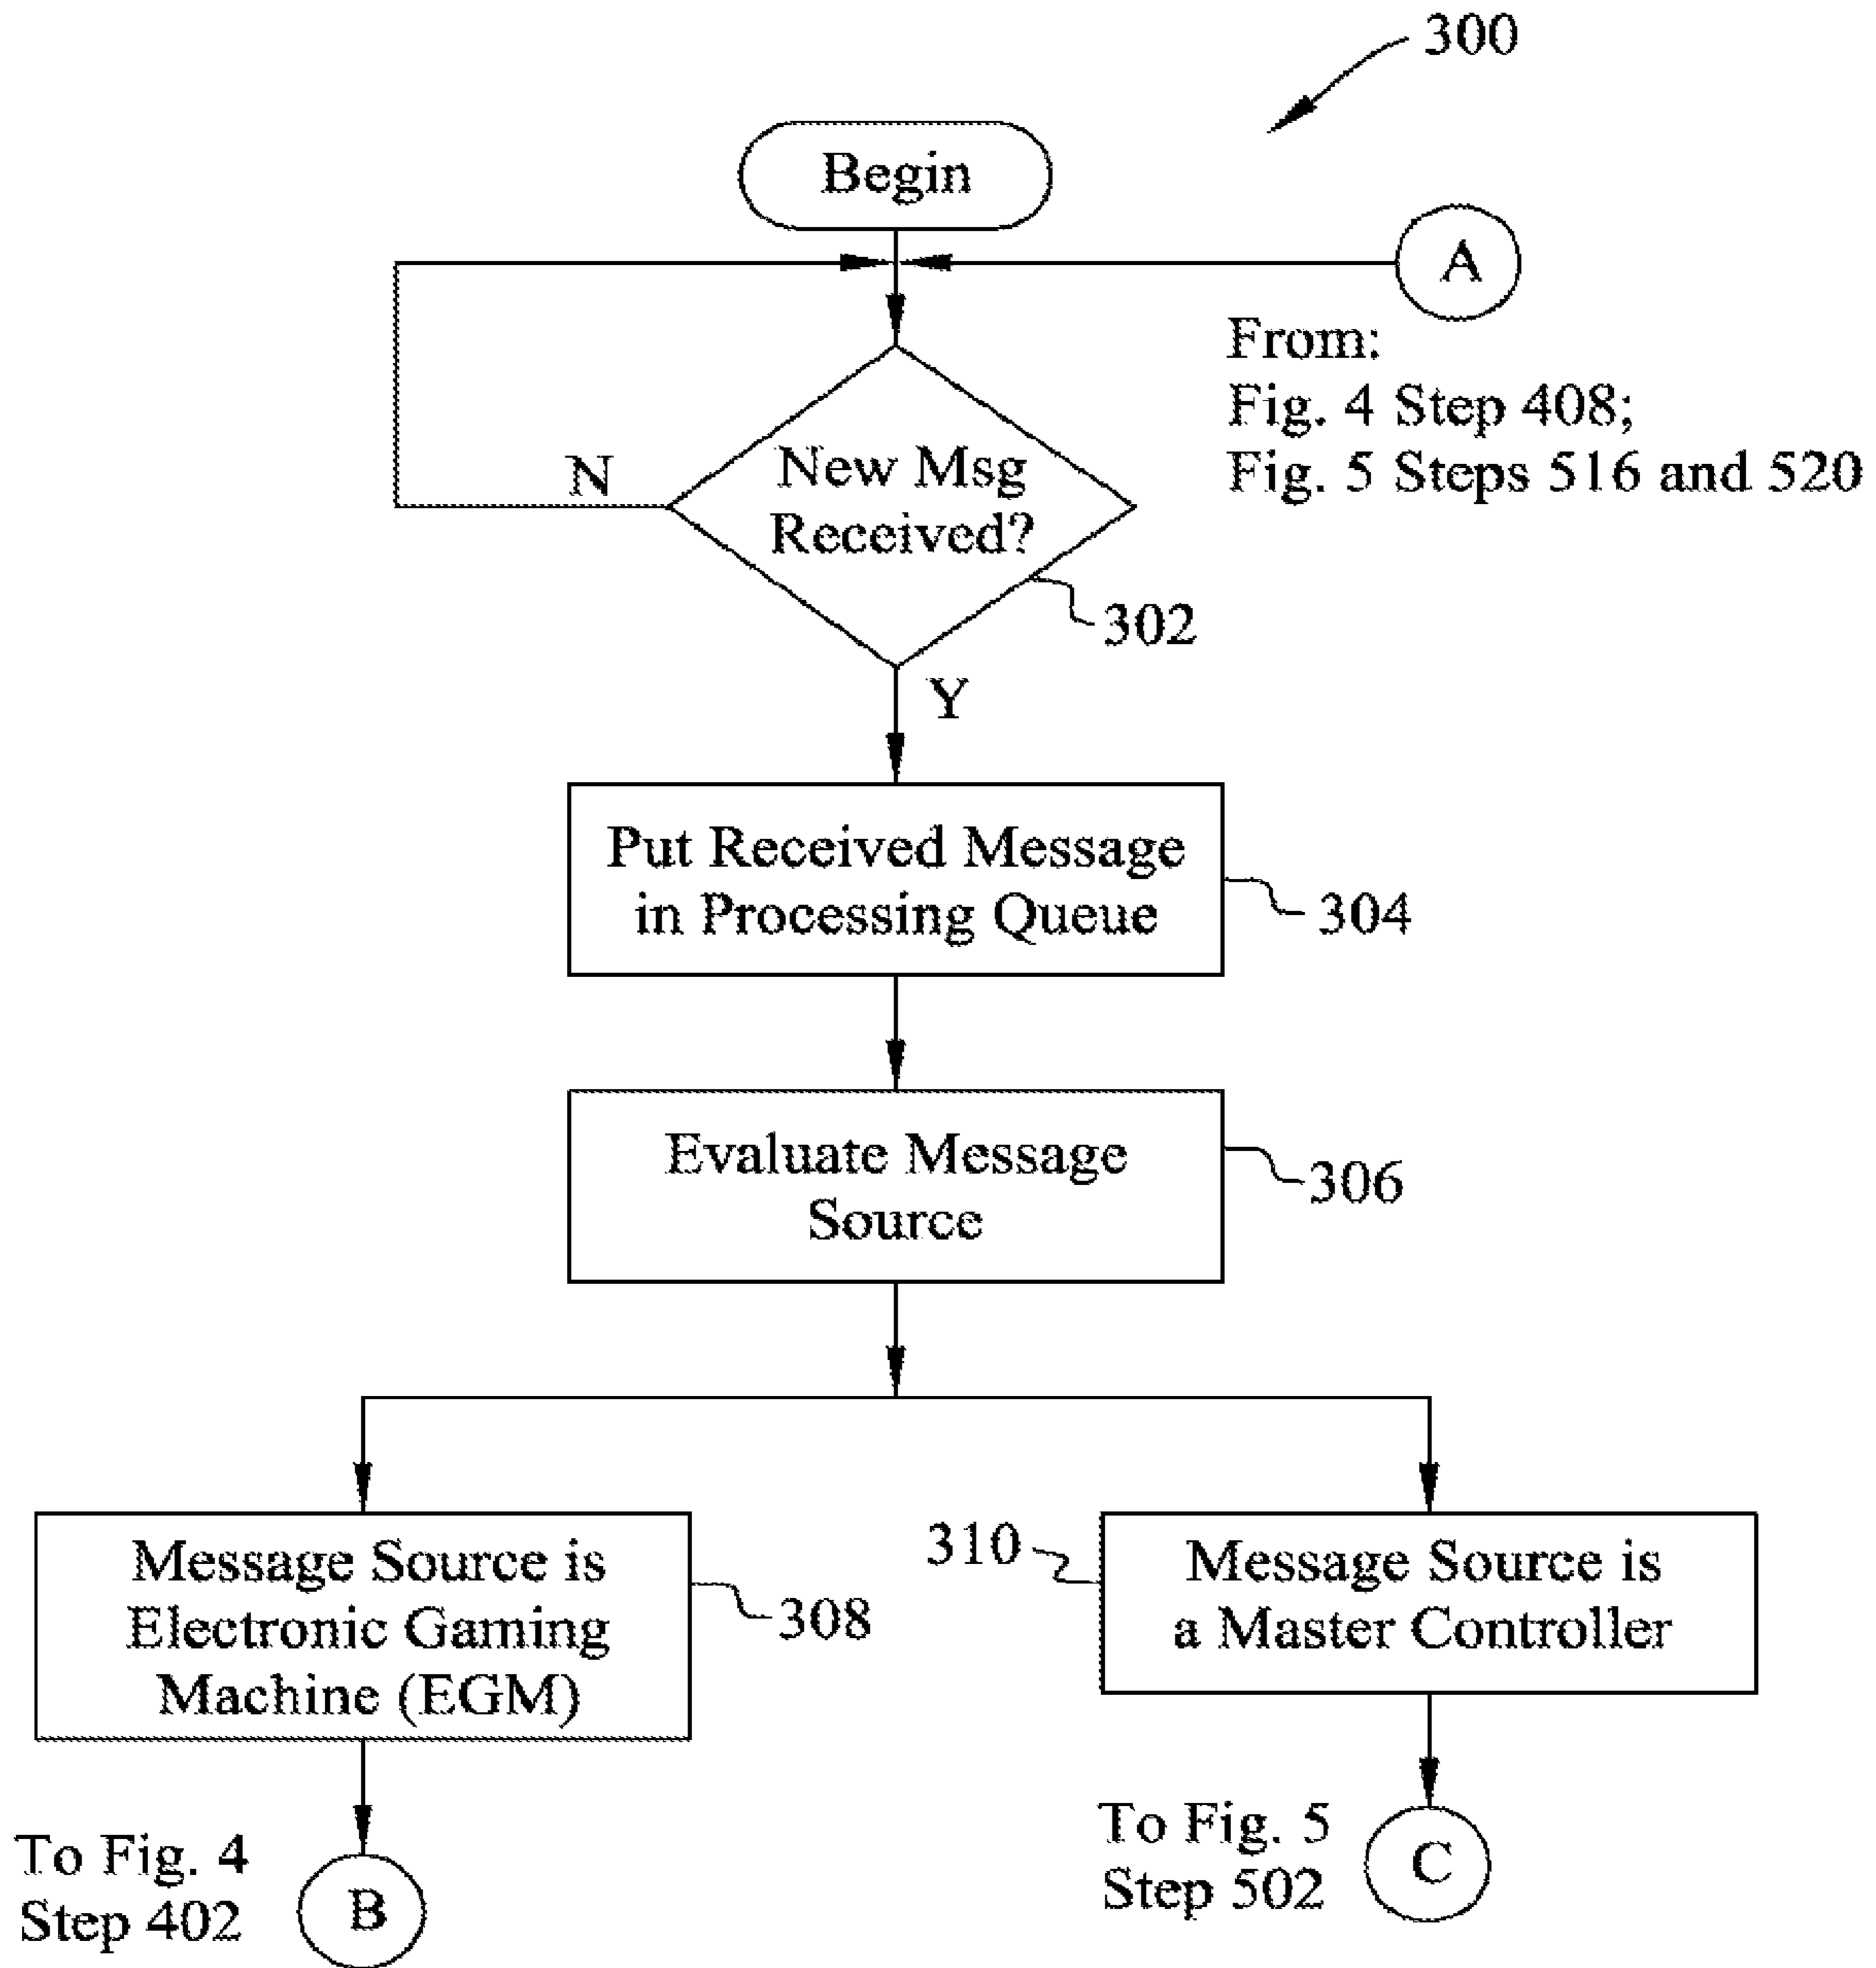 300
Begin
A
From:
Fig. 4 Step 408;
Fig. 5 Steps 516 and 520
New Msg
Received?
N
302
Y
Put Received Message
in Processing Queue
304
Evaluate Message
Source
306
Message Source is
Electronic Gaming
Machine (EGM)
308
310
Message Source is
a Master Controller
To Fig. 4
Step 402
B
To Fig. 5
Step 502
C